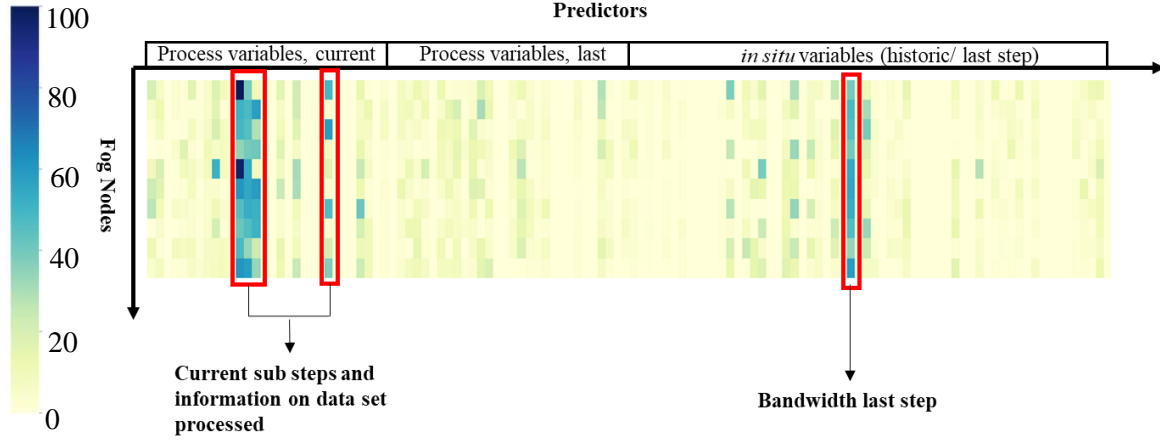 Predictors
Process variables, current
Process variables, last
in situ variables (historic/ last step)
100
80
60
40
20
0
Fog Nodes
Current sub steps and
information on data set
processed
Bandwidth last step